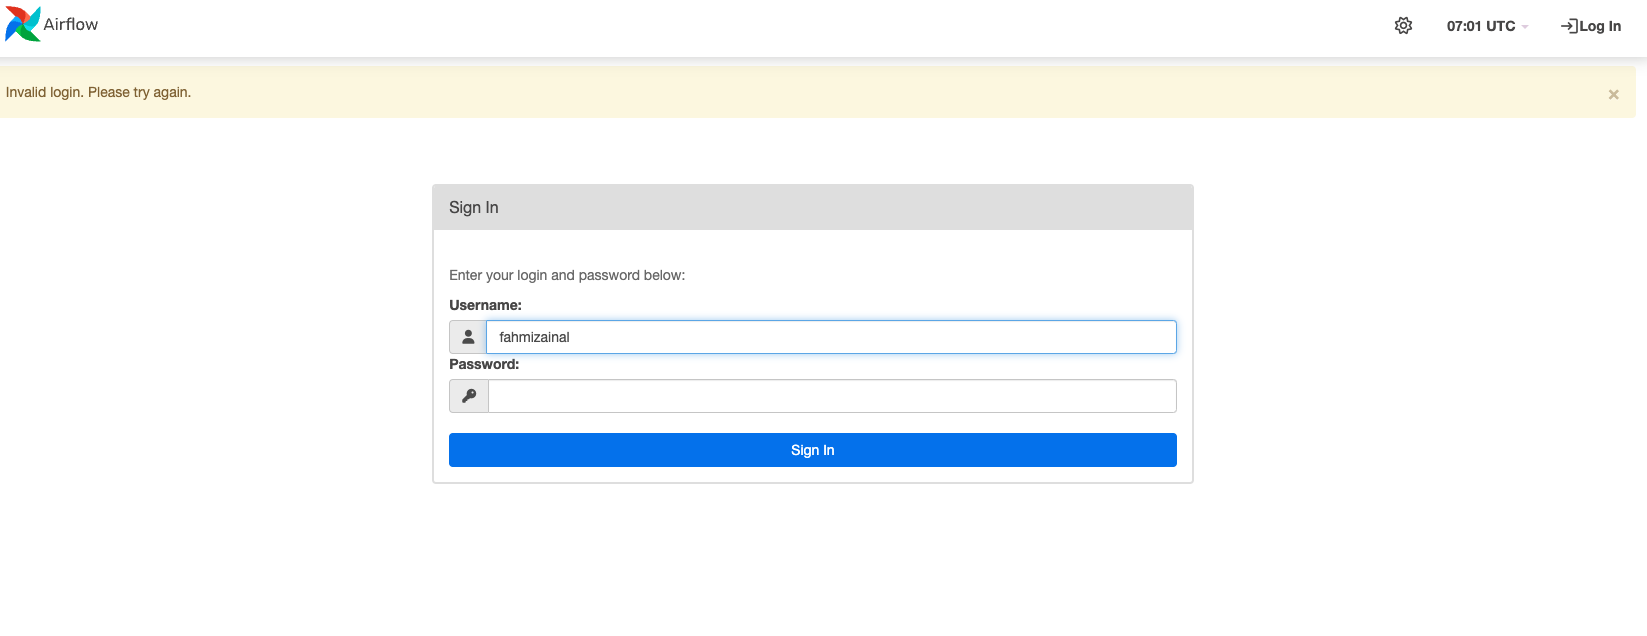 Airflow
07:01 UTC
Log In
Invalid login. Please try again.
×
Sign In
Enter your login and password below:
Username:
fahmizainal
Password:
Sign In